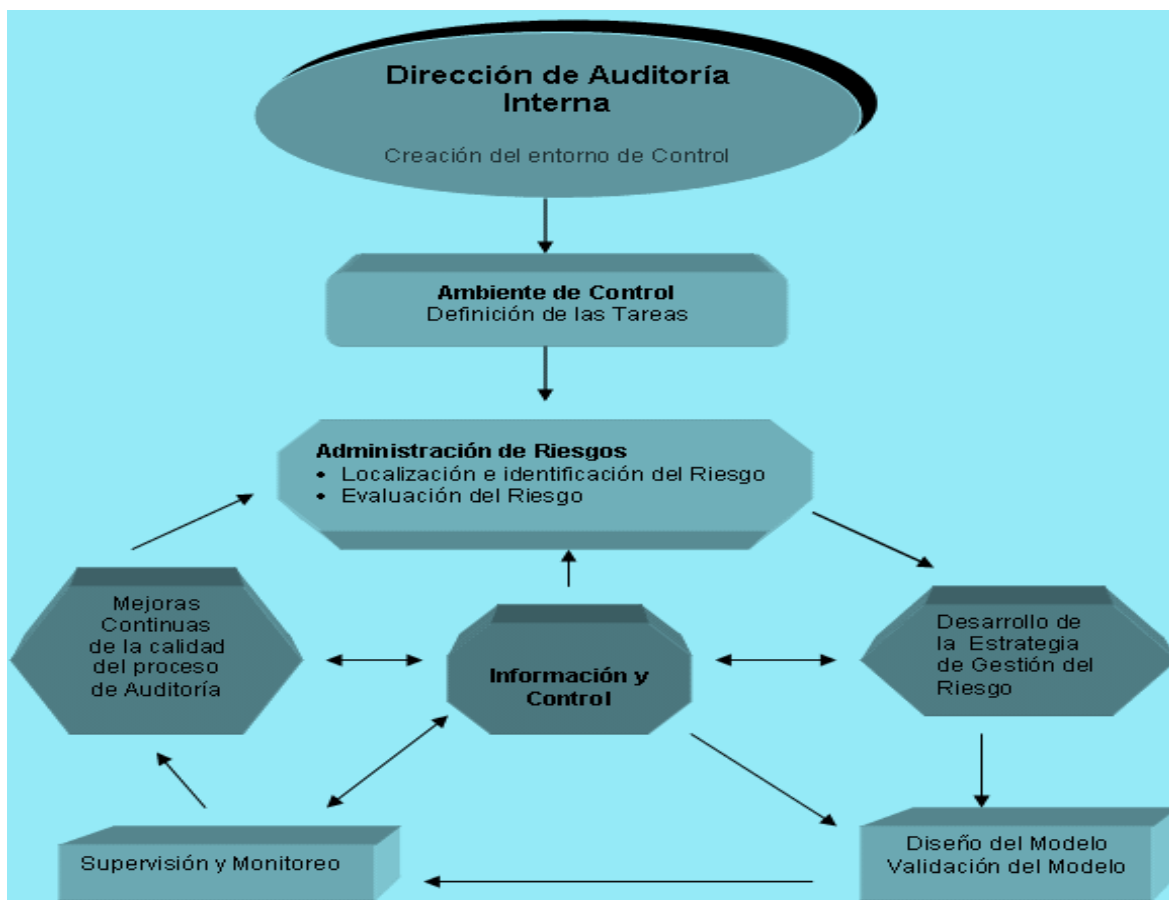 Dirección de Auditoría
Interna
Creación del entorno de Control
Ambiente de Control
Definición de las Tareas
Administración de Riesgos
• Localización e identificación del Riesgo
• Evaluación del Riesgo
Mejoras
Continuas
de la calidad
del proceso
de Auditoría
Información y
Control
Desarrollo de
la Estrategia
de Gestión del
Riesgo
Supervisión y Monitoreo
Diseño del Modelo
Validación del Modelo